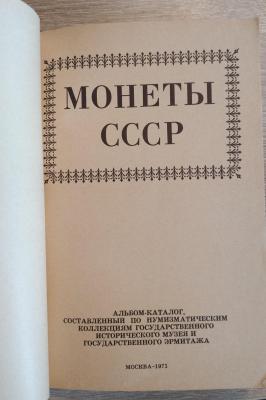 МОНЕТЫ
СССР
АЛЬБОМ-КАТАЛОГ,
СОСТАВЛЕННЫЙ ПО НУМИЗМАТИЧЕСКИМ
КОЛЛЕКЦИЯМ ГОСУДАРСТВЕННОГО
ИСТОРИЧЕСКОГО МУЗЕЯ И
ГОСУДАРСТВЕННОГО ЭРМИТАЖА
МОСКВА—1971